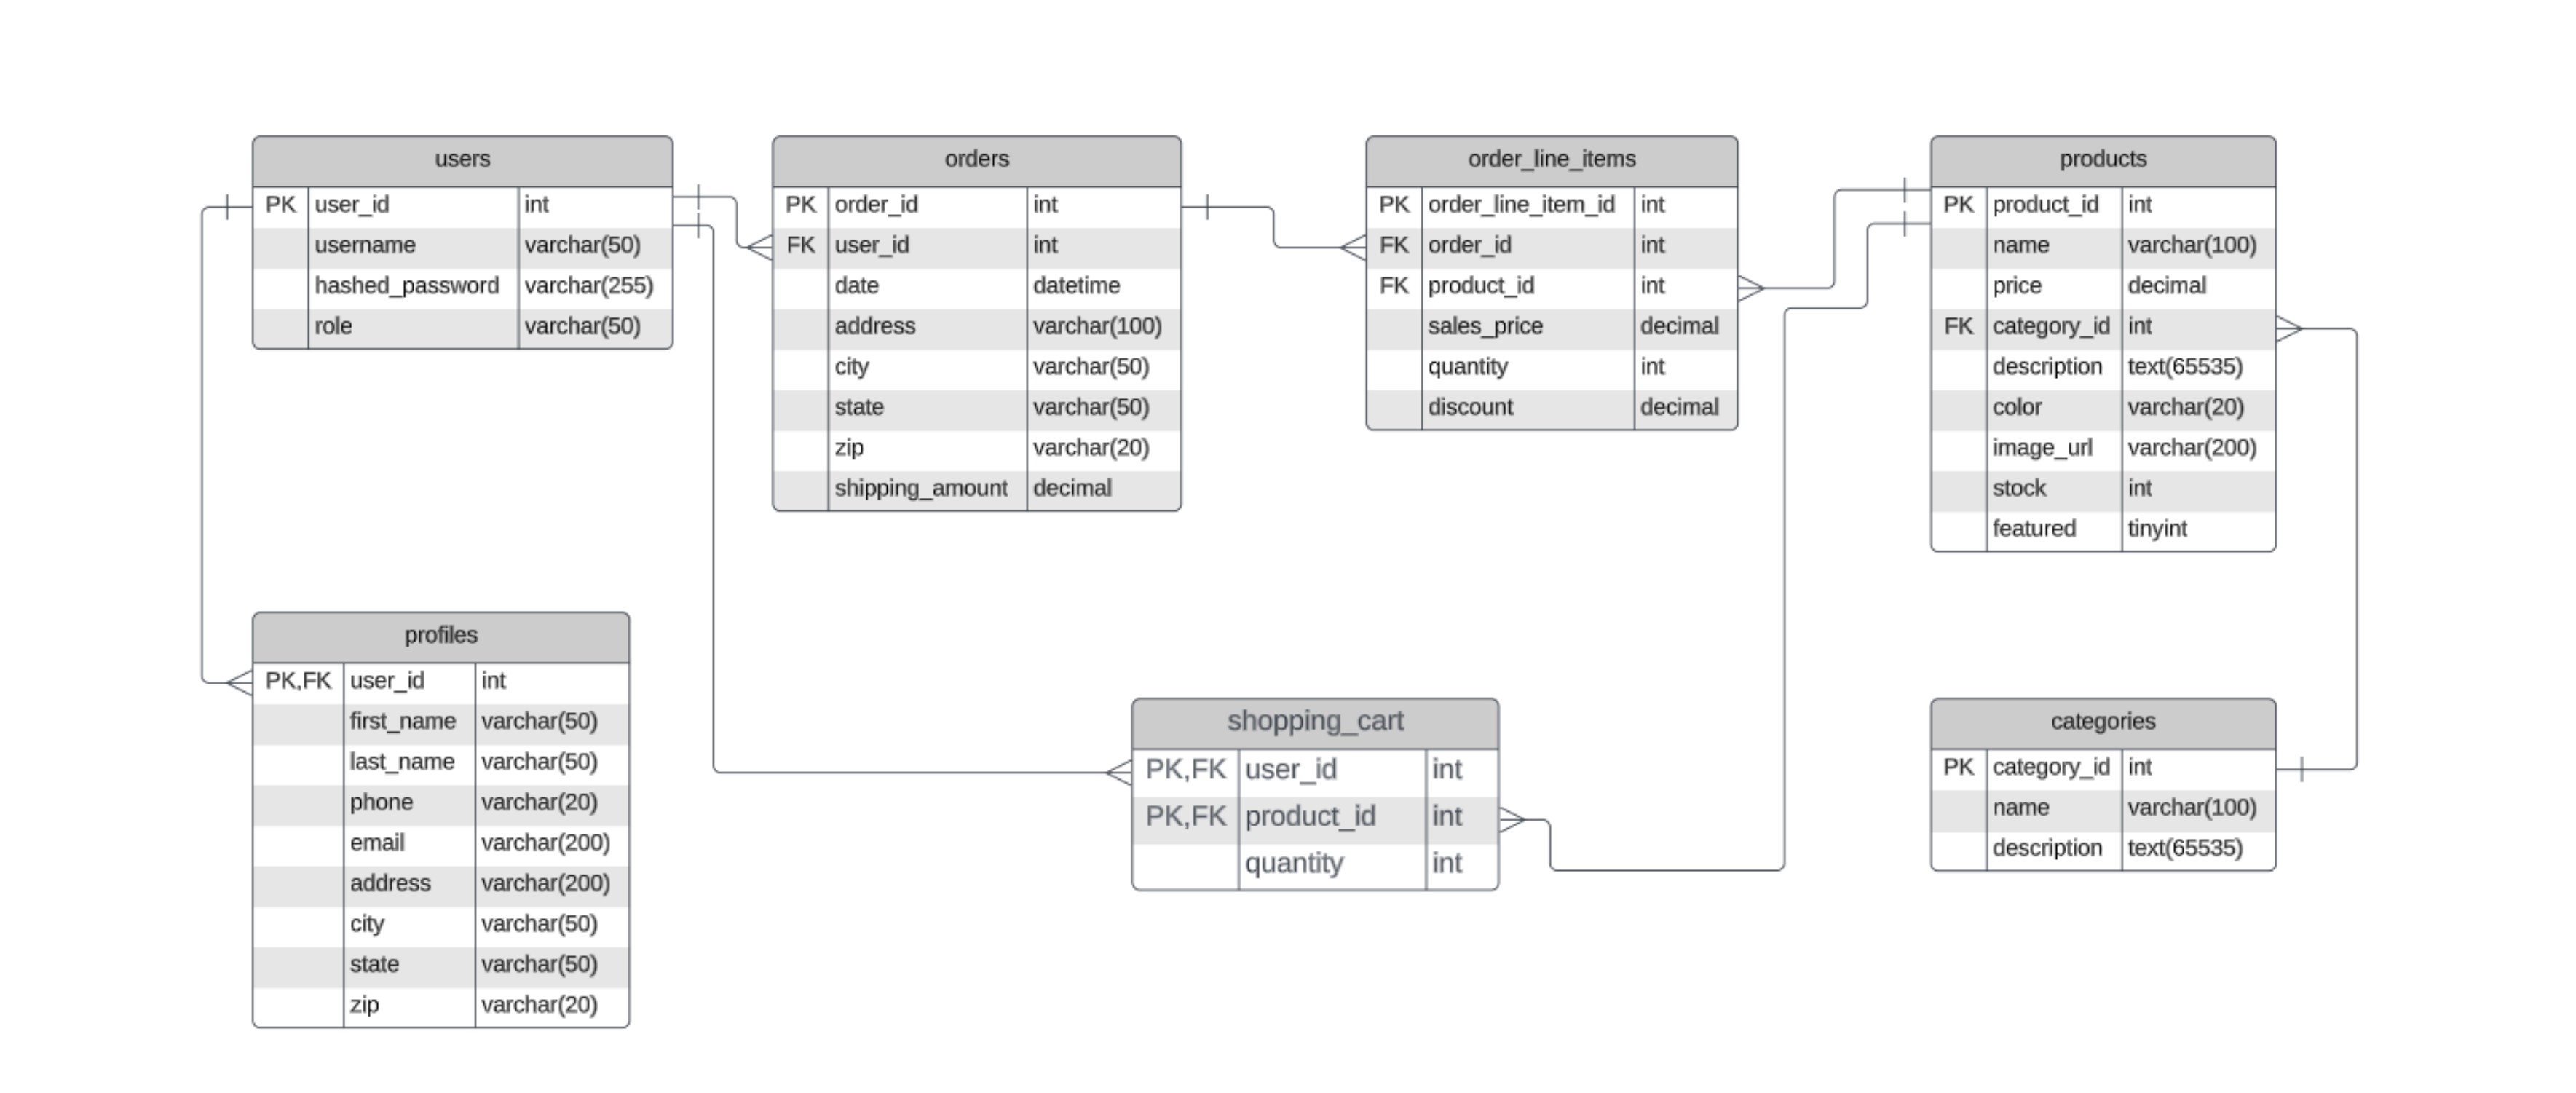 users
PK user_id int
username varchar(50)
hashed_password varchar(255)
role varchar(50)
orders
PK order_id int
FK user_id int
date datetime
address varchar(100)
city varchar(50)
state varchar(50)
zip varchar(20)
shipping_amount decimal
order_line_items
PK order_line_item_id int
FK order_id int
FK product_id int
sales_price decimal
quantity int
discount decimal
products
PK product_id int
name varchar(100)
price decimal
FK category_id int
description text(65535)
color varchar(20)
image_url varchar(200)
stock int
featured tinyint
profiles
PK,FK user_id int
first_name varchar(50)
last_name varchar(50)
phone varchar(20)
email varchar(200)
address varchar(200)
city varchar(50)
state varchar(50)
zip varchar(20)
shopping_cart
PK,FK user_id int
PK,FK product_id int
quantity int
categories
PK category_id int
name varchar(100)
description text(65535)